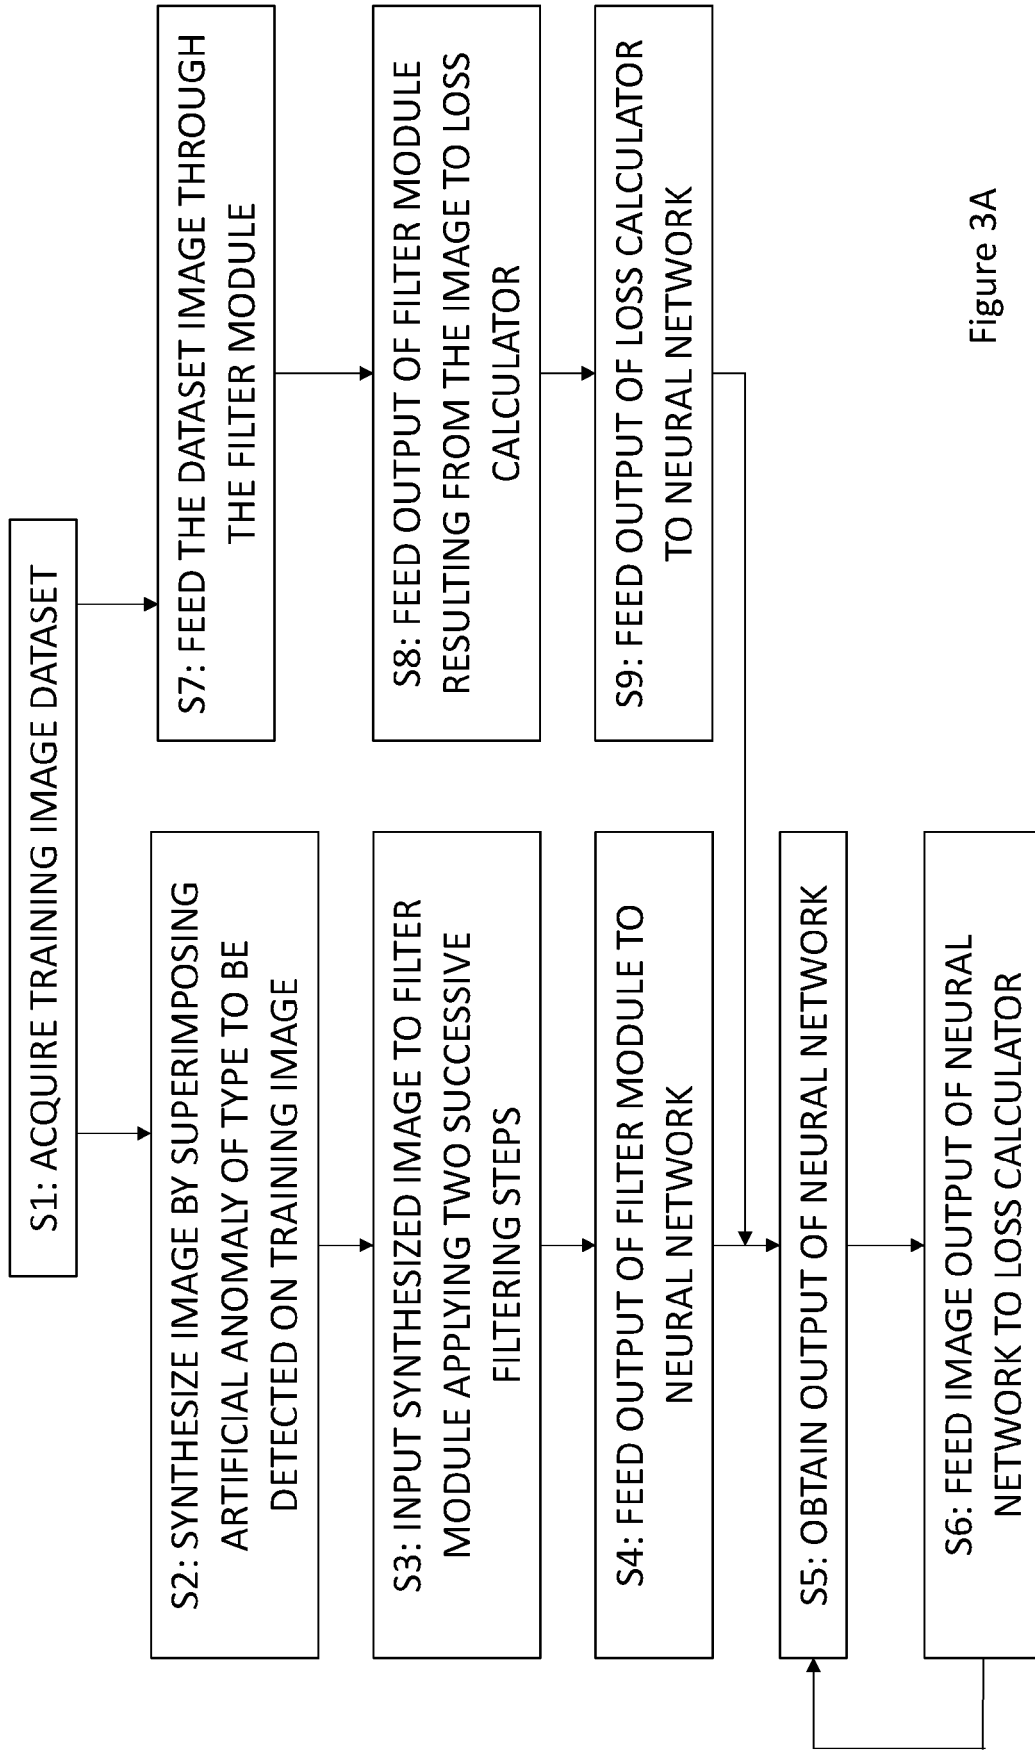 S1: ACQUIRE TRAINING IMAGE DATASET
S2: SYNTHESIZE IMAGE BY SUPERIMPOSING
ARTIFICIAL ANOMALY OF TYPE TO BE
DETECTED ON TRAINING IMAGE
S3: INPUT SYNTHESIZED IMAGE TO FILTER
MODULE APPLYING TWO SUCCESSIVE
FILTERING STEPS
S4: FEED OUTPUT OF FILTER MODULE TO
NEURAL NETWORK
S5: OBTAIN OUTPUT OF NEURAL NETWORK
S6: FEED IMAGE OUTPUT OF NEURAL
NETWORK TO LOSS CALCULATOR
S7: FEED THE DATASET IMAGE THROUGH
THE FILTER MODULE
S8: FEED OUTPUT OF FILTER MODULE
RESULTING FROM THE IMAGE TO LOSS
CALCULATOR
S9: FEED OUTPUT OF LOSS CALCULATOR
TO NEURAL NETWORK
Figure 3A